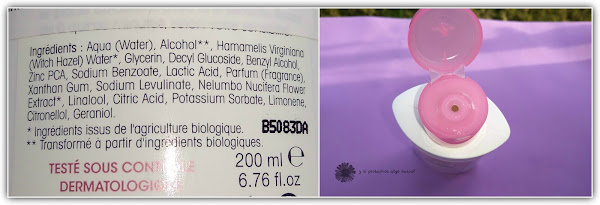 Ingrédients : Aqua (Water), Alcohol**, Hamamelis Virginiana
(Witch Hazel) Water*, Glycerin, Decyl Glucoside, Benzyl Alcohol,
Zinc PCA, Sodium Benzoate, Lactic Acid, Parfum (Fragrance),
Xanthan Gum, Sodium Levulinate, Nelumbo Nucifera Flower
Extract*, Linalool, Citric Acid, Potassium Sorbate, Limonene,
Citronellol, Geraniol.
* Ingrédients issus de l'agriculture biologique. B5083DA
** Transformé à partir d'ingrédients biologiques.
TESTÉ SOUS CONTRÔLE 200 ml e
DERMATOLOGIQUE 6.76 fl.oz